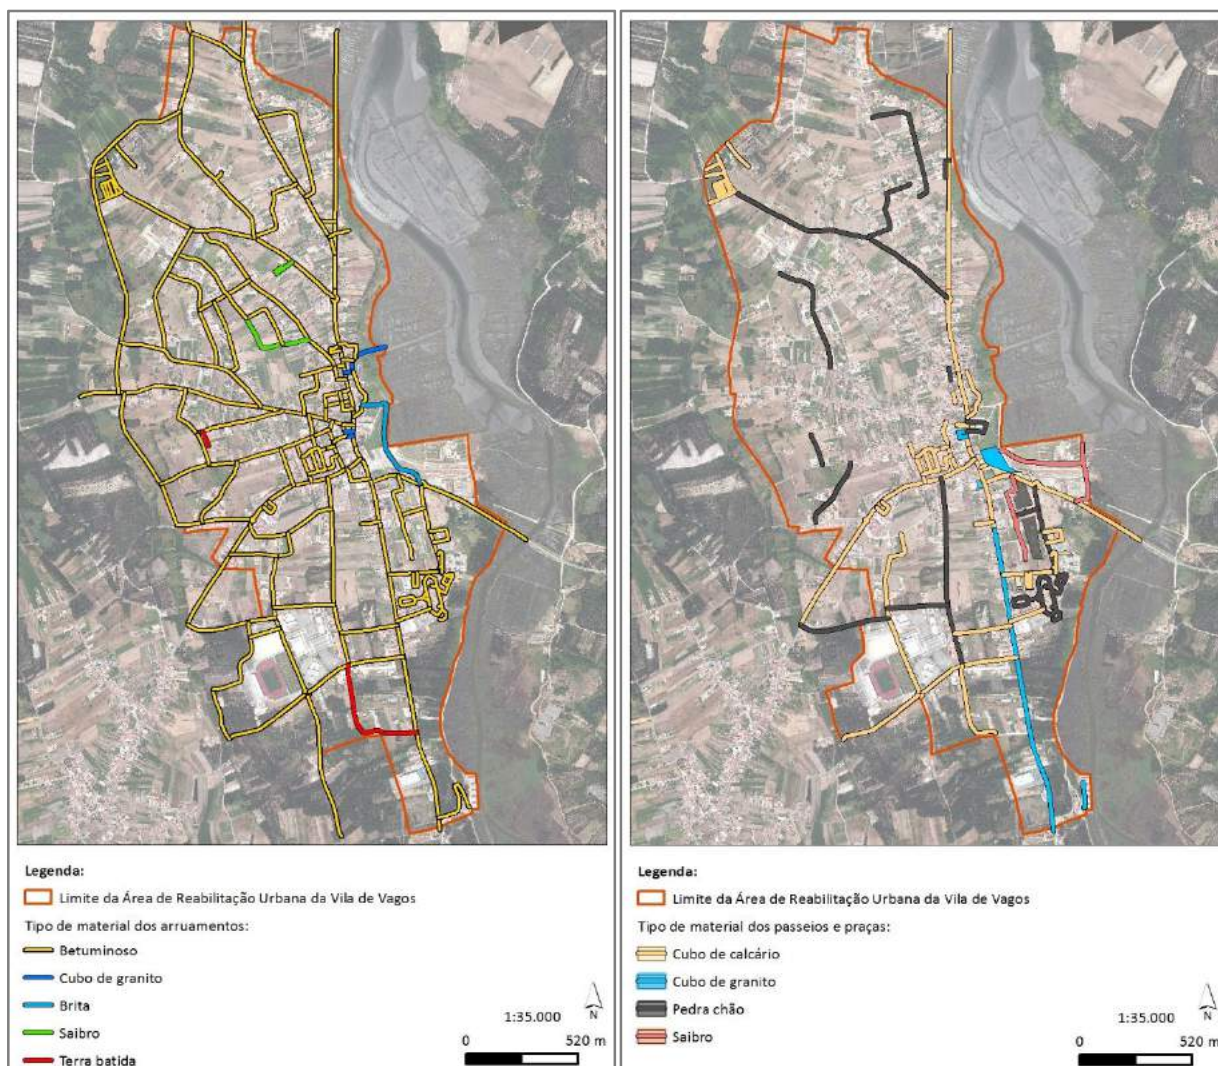 Legenda:
Limite da Área de Reabilitação Urbana da Vila de Vagos
Tipo de material dos arruamentos:
Betuminoso
Cubo de granito
Brita
Saibro
Terra batida
1:35.000
N
0 520 m
Legenda:
Limite da Área de Reabilitação Urbana da Vila de Vagos
Tipo de material dos passeios e praças:
Cubo de calcário
Cubo de granito
Pedra chão
Saibro
1:35.000
N
0 520 m